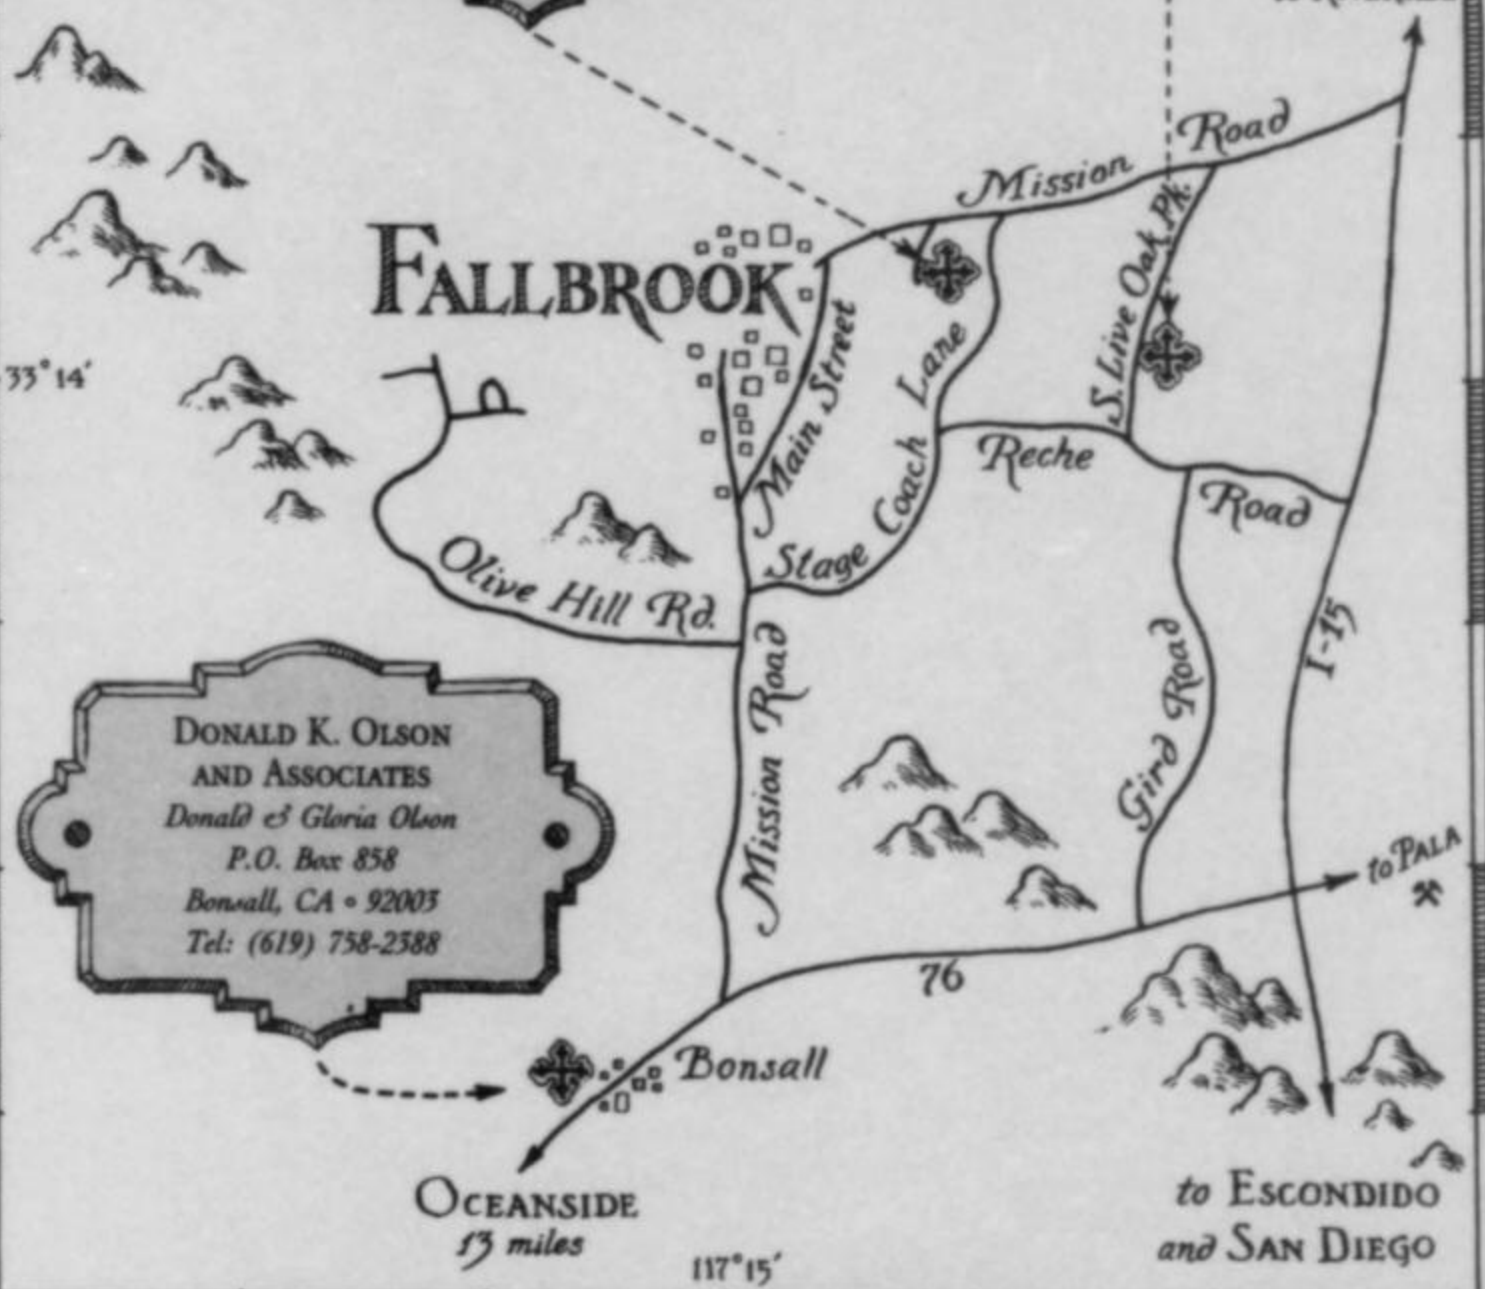 Road
Mission
S. Live Oak Pk.
FALLBROOK
Main Street
Stage Coach Lane
33°14'
Reche
Road
Olive Hill Rd.
I-15
Gird Road
Mission Road
DONALD K. OLSON
AND ASSOCIATES
Donald & Gloria Olson
P.O. Box 858
Bonsall, CA • 92003
Tel: (619) 758-2388
to PALA
76
Bonsall
OCEANSIDE
13 miles
to ESCONDIDO
and SAN DIEGO
117°15'